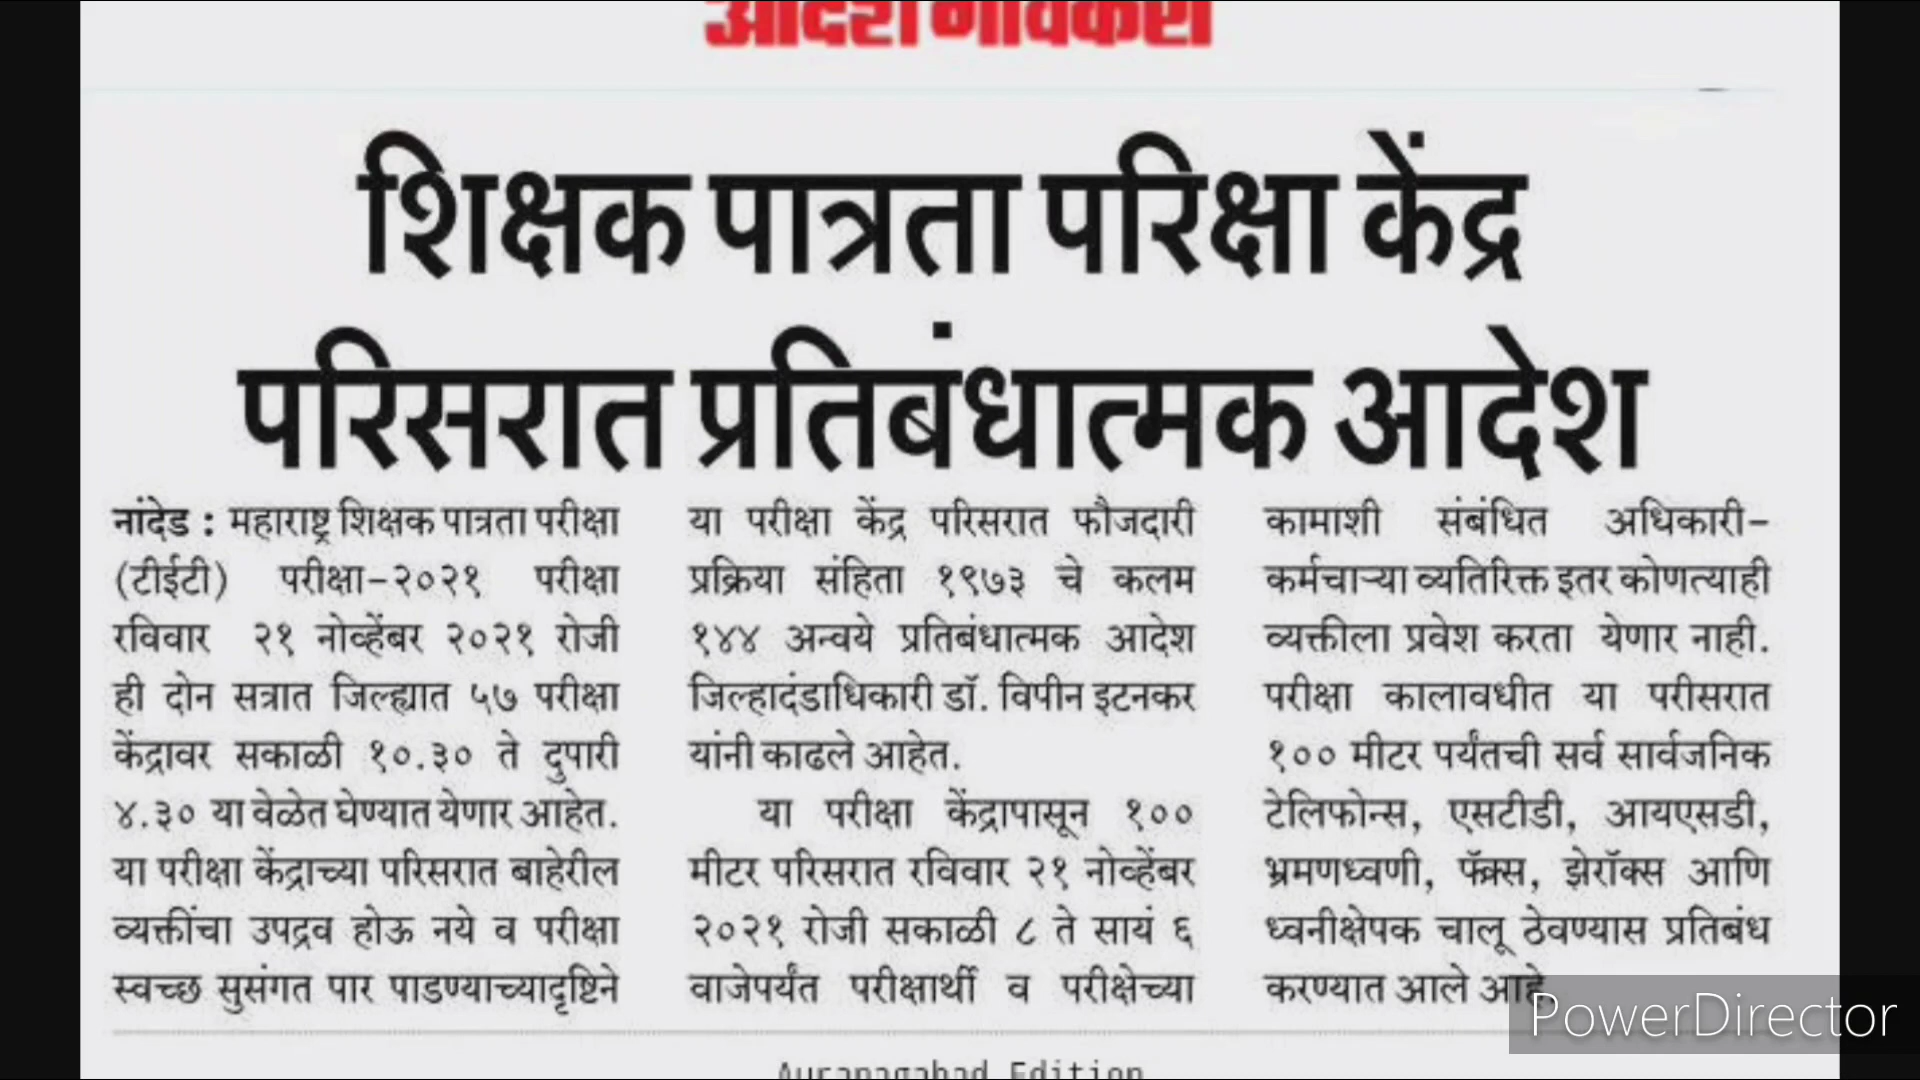 आदर्श गावकरी
शिक्षक पात्रता परिक्षा केंद्र
परिसरात प्रतिबंधात्मक आदेश
नांदेड : महाराष्ट्र शिक्षक पात्रता परीक्षा
(टीईटी) परीक्षा-२०२१ परीक्षा
रविवार २१ नोव्हेंबर २०२१ रोजी
ही दोन सत्रात जिल्ह्यात ५७ परीक्षा
केंद्रावर सकाळी १०.३० ते दुपारी
४.३० या वेळेत घेण्यात येणार आहेत.
या परीक्षा केंद्राच्या परिसरात बाहेरील
व्यक्तींचा उपद्रव होऊ नये व परीक्षा
स्वच्छ सुसंगत पार पाडण्याच्यादृष्टिने
या परीक्षा केंद्र परिसरात फौजदारी
प्रक्रिया संहिता १९७३ चे कलम
१४४ अन्वये प्रतिबंधात्मक आदेश
जिल्हादंडाधिकारी डॉ. विपीन इटनकर
यांनी काढले आहेत.
या परीक्षा केंद्रापासून १००
मीटर परिसरात रविवार २१ नोव्हेंबर
२०२१ रोजी सकाळी ८ ते सायं ६
वाजेपर्यंत परीक्षार्थी व परीक्षेच्या
कामाशी संबंधित अधिकारी-
कर्मचाऱ्या व्यतिरिक्त इतर कोणत्याही
व्यक्तीला प्रवेश करता येणार नाही.
परीक्षा कालावधीत या परीसरात
१०० मीटर पर्यंतची सर्व सार्वजनिक
टेलिफोन्स, एसटीडी, आयएसडी,
भ्रमणध्वणी, फॅक्स, झेरॉक्स आणि
ध्वनीक्षेपक चालू ठेवण्यास प्रतिबंध
करण्यात आले आहे
PowerDirector
Aurangabad Edition